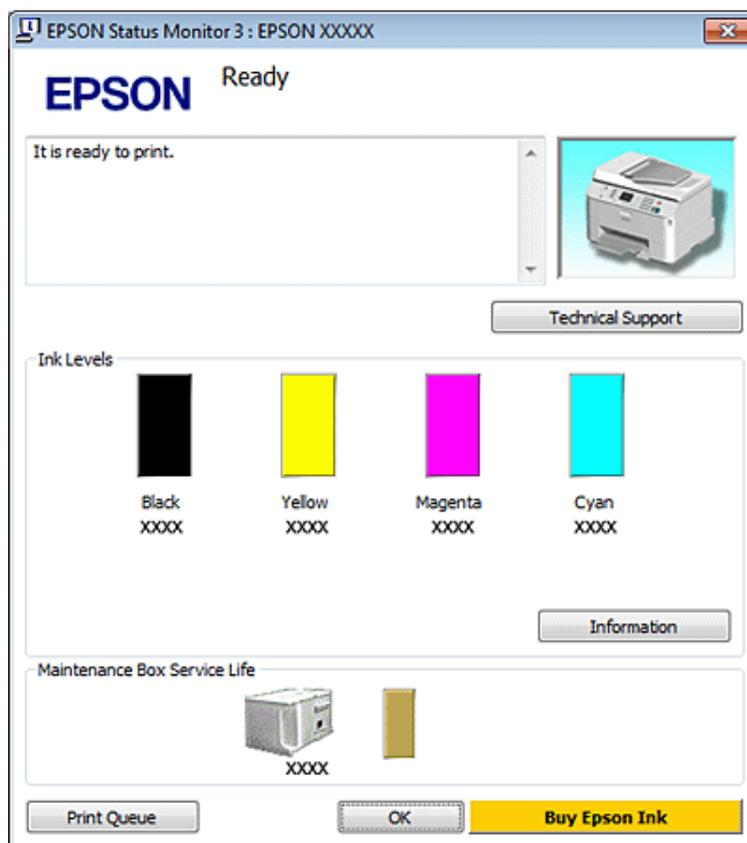 EPSON Status Monitor 3 : EPSON XXXXX
EPSON
Ready
It is ready to print.
Technical Support
Ink Levels
Black Yellow Magenta Cyan
XXXX XXXX XXXX XXXX
Information
Maintenance Box Service Life
XXXX
Print Queue OK Buy Epson Ink